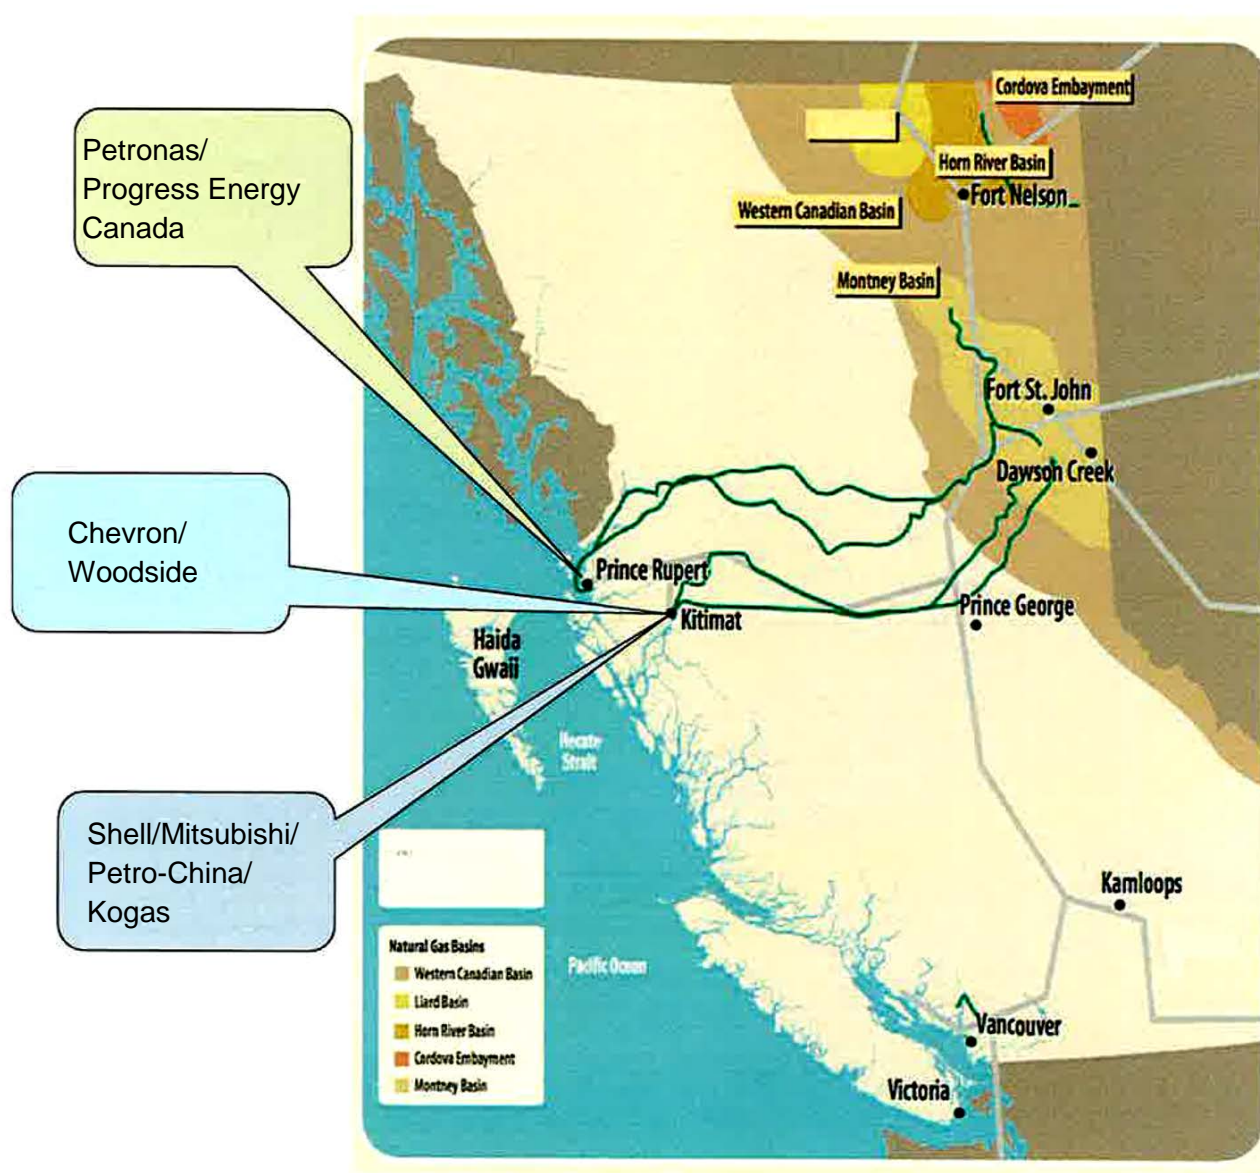 Petronas/
Progress Energy
Canada
Chevron/
Woodside
Shell/Mitsubishi/
Petro-China/
Kogas
Cordova Embayment
Horn River Basin
Fort Nelson
Western Canadian Basin
Montney Basin
Fort St. John
Dawson Creek
Prince Rupert
Kitimat
Prince George
Haida
Gwaii
Hecate
Strait
Kamloops
Pacific Ocean
Vancouver
Victoria
Natural Gas Basins
Western Canadian Basin
Liard Basin
Horn River Basin
Cordova Embayment
Montney Basin